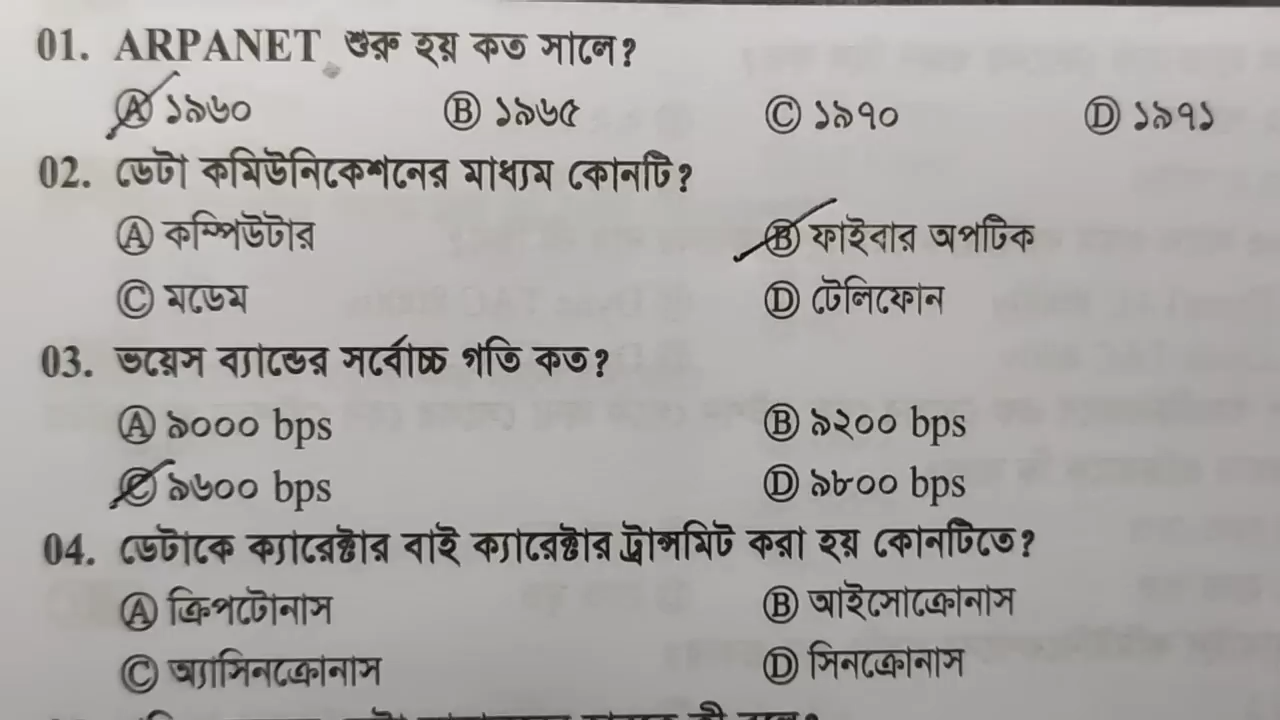 01. ARPANET শুরু হয় কত সালে?
Ⓐ ১৯৬০ Ⓑ ১৯৬৫ Ⓒ ১৯৭০ Ⓓ ১৯৭১
02. ডেটা কমিউনিকেশনের মাধ্যম কোনটি?
Ⓐ কম্পিউটার Ⓑ ফাইবার অপটিক
Ⓒ মডেম Ⓓ টেলিফোন
03. ভয়েস ব্যান্ডের সর্বোচ্চ গতি কত?
Ⓐ ৯০০০ bps Ⓑ ৯২০০ bps
Ⓒ ৯৬০০ bps Ⓓ ৯৮০০ bps
04. ডেটাকে ক্যারেক্টার বাই ক্যারেক্টার ট্রান্সমিট করা হয় কোনটিতে?
Ⓐ ক্রিপটোনাস Ⓑ আইসোক্রোনাস
Ⓒ অ্যাসিনক্রোনাস Ⓓ সিনক্রোনাস